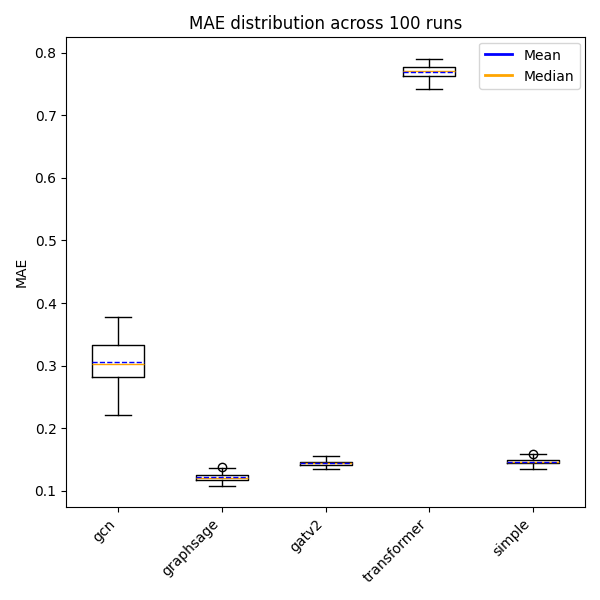 MAE distribution across 100 runs
Mean
Median
MAE
0.8
0.7
0.6
0.5
0.4
0.3
0.2
0.1
gcn
graphsage
gatv2
transformer
simple